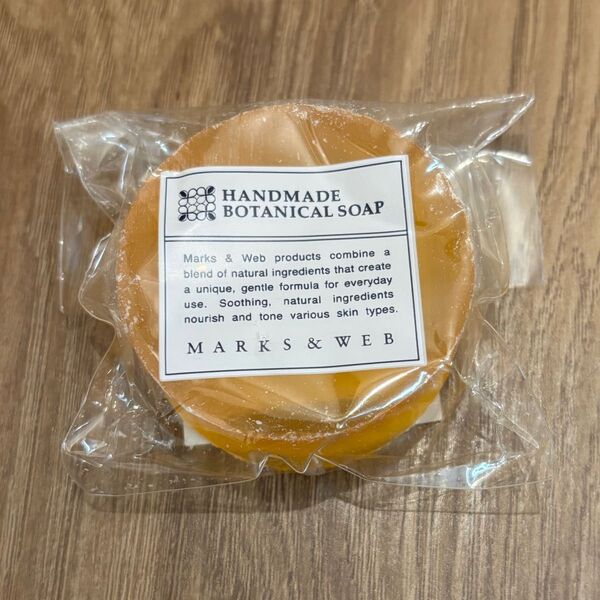 HANDMADE
BOTANICAL SOAP
Marks & Web products combine a
blend of natural ingredients that create
a unique, gentle formula for everyday
use. Soothing, natural ingredients
nourish and tone various skin types.
MARKS & WEB